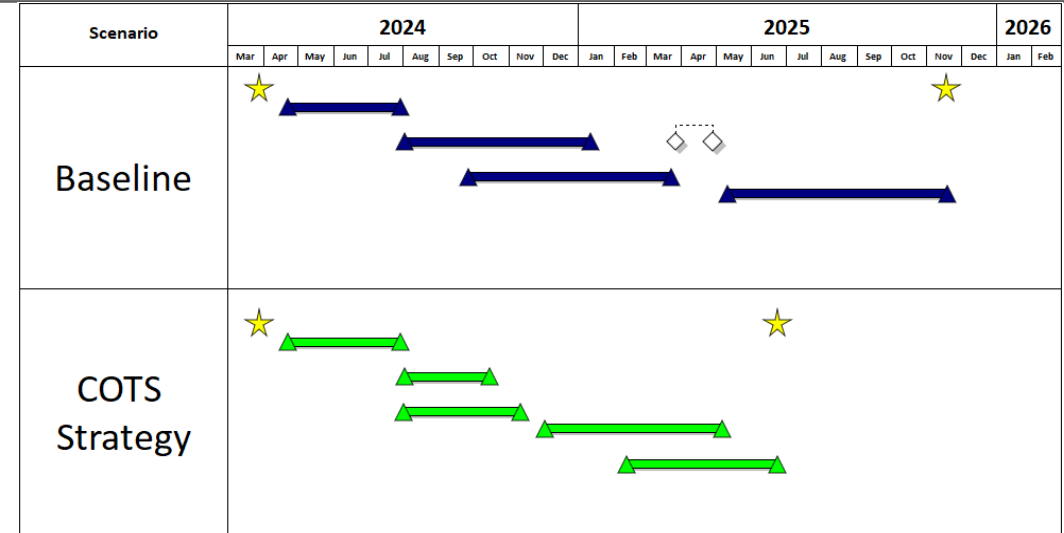 Scenario
2024
2025
2026
Mar Apr May Jun Jul Aug Sep Oct Nov Dec Jan Feb Mar Apr May Jun Jul Aug Sep Oct Nov Dec Jan Feb
Baseline
COTS
Strategy